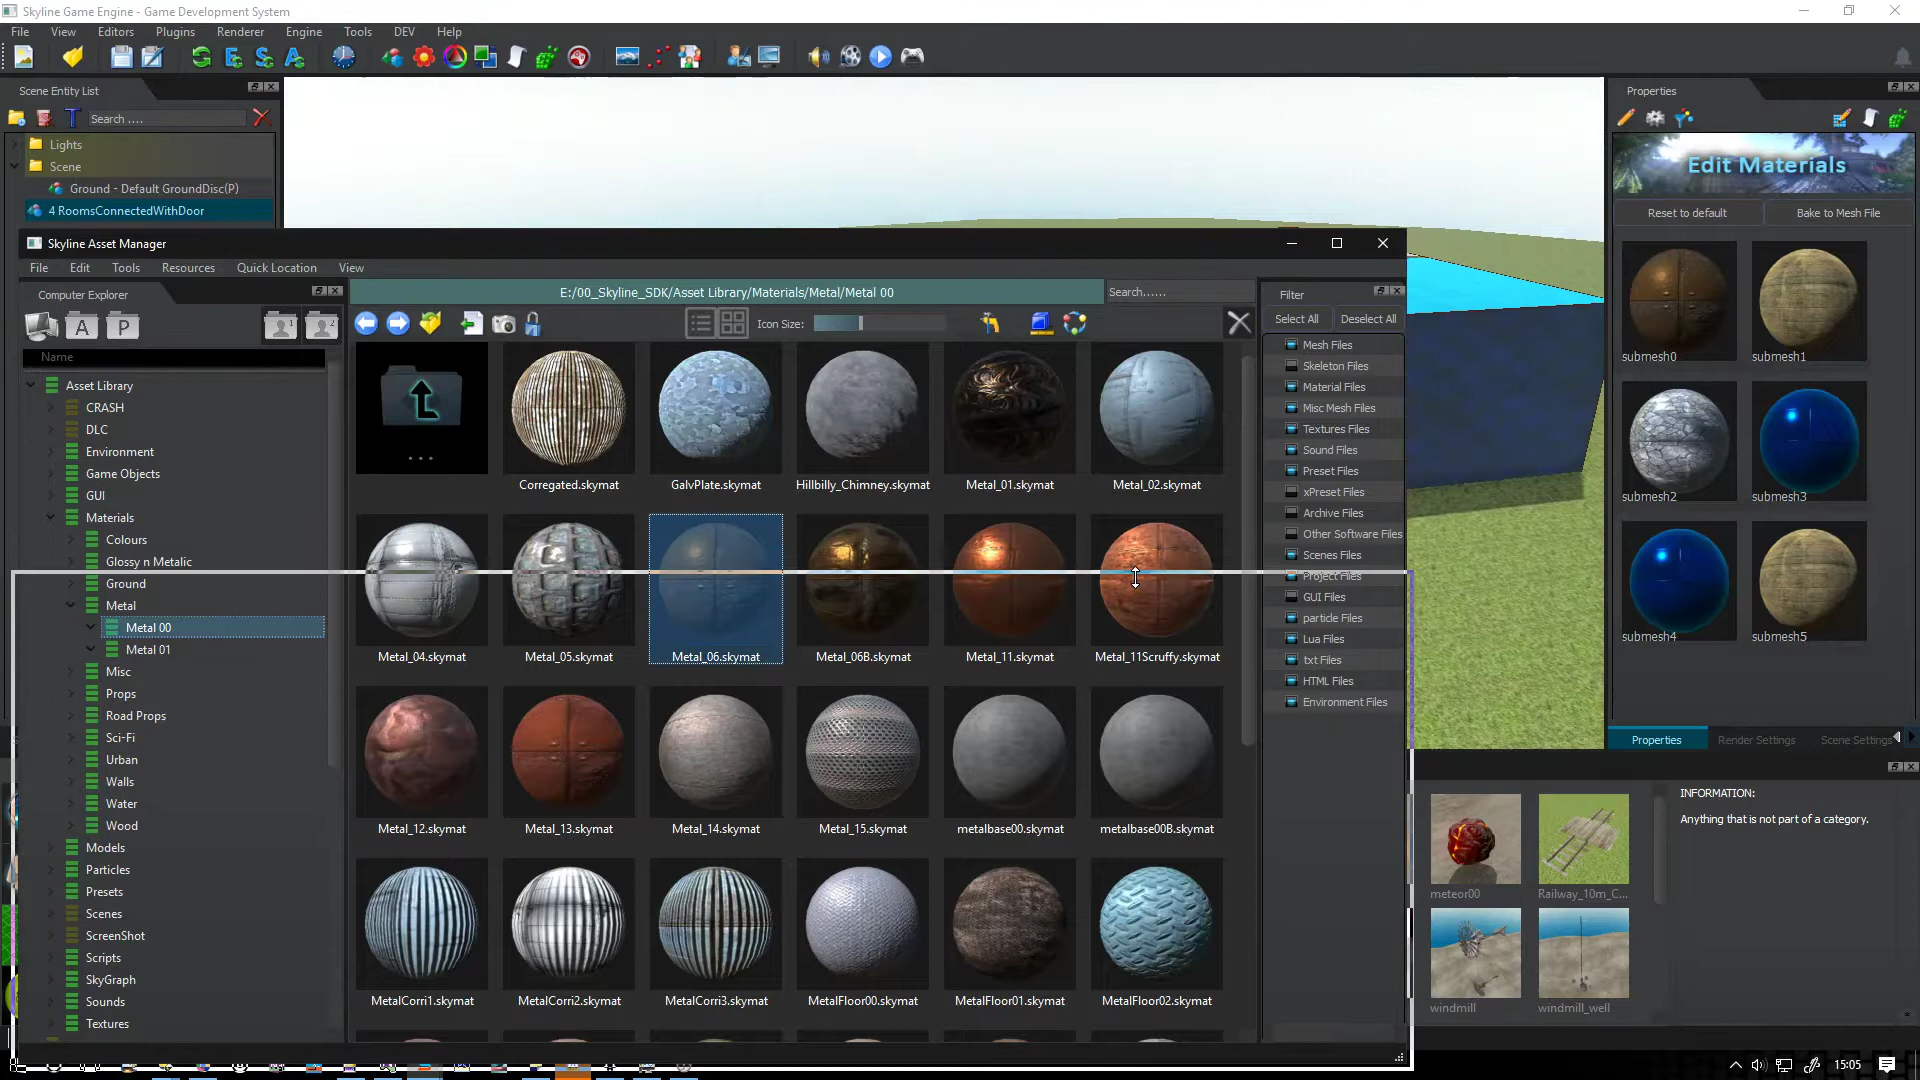 Skyline Game Engine - Game Development System
File View Editors Plugins Renderer Engine Tools DEV Help
Scene Entity List
Search ....
Lights
Scene
Ground - Default GroundDisc(P)
4 RoomsConnectedWithDoor
Skyline Asset Manager
File Edit Tools Resources Quick Location View
Computer Explorer
A P
Name
Asset Library
CRASH
DLC
Environment
Game Objects
GUI
Materials
Colours
Glossy n Metalic
Ground
Metal
Metal 00
Metal 01
Misc
Props
Road Props
Sci-Fi
Urban
Walls
Water
Wood
Models
Particles
Presets
Scenes
ScreenShot
Scripts
SkyGraph
Sounds
Textures
E:/00_Skyline_SDK/Asset Library/Materials/Metal/Metal 00
Search......
Icon Size:
Corregated.skymat GalvPlate.skymat Hillbilly_Chimney.skymat Metal_01.skymat Metal_02.skymat
Metal_04.skymat Metal_05.skymat Metal_06.skymat Metal_06B.skymat Metal_11.skymat Metal_11Scruffy.skymat
Metal_12.skymat Metal_13.skymat Metal_14.skymat Metal_15.skymat metalbase00.skymat metalbase00B.skymat
MetalCorri1.skymat MetalCorri2.skymat MetalCorri3.skymat MetalFloor00.skymat MetalFloor01.skymat MetalFloor02.skymat
Filter
Select All Deselect All
Mesh Files
Skeleton Files
Material Files
Misc Mesh Files
Textures Files
Sound Files
Preset Files
xPreset Files
Archive Files
Other Software Files
Scenes Files
Project Files
GUI Files
particle Files
Lua Files
txt Files
HTML Files
Environment Files
Properties
Edit Materials
Reset to default Bake to Mesh File
submesh0 submesh1
submesh2 submesh3
submesh4 submesh5
Properties Render Settings Scene Settings
meteor00 Railway_10m_C...
windmill windmill_well
INFORMATION:
Anything that is not part of a category.
15:05